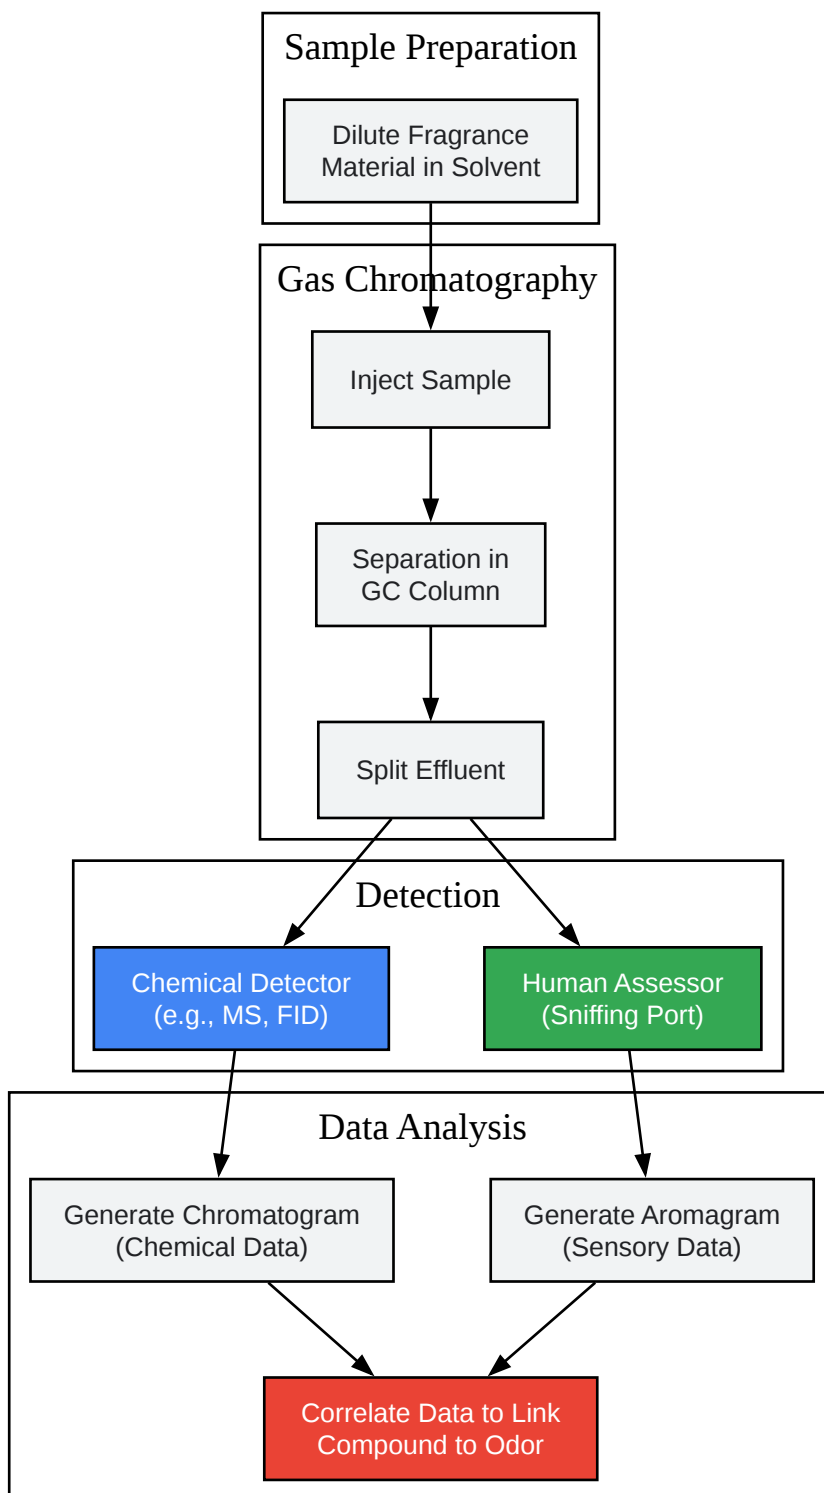 Sample Preparation
Dilute Fragrance
Material in Solvent
Gas Chromatography
Inject Sample
Separation in
GC Column
Split Effluent
Detection
Chemical Detector
(e.g., MS, FID)
Human Assessor
(Sniffing Port)
Data Analysis
Generate Chromatogram
(Chemical Data)
Generate Aromagram
(Sensory Data)
Correlate Data to Link
Compound to Odor